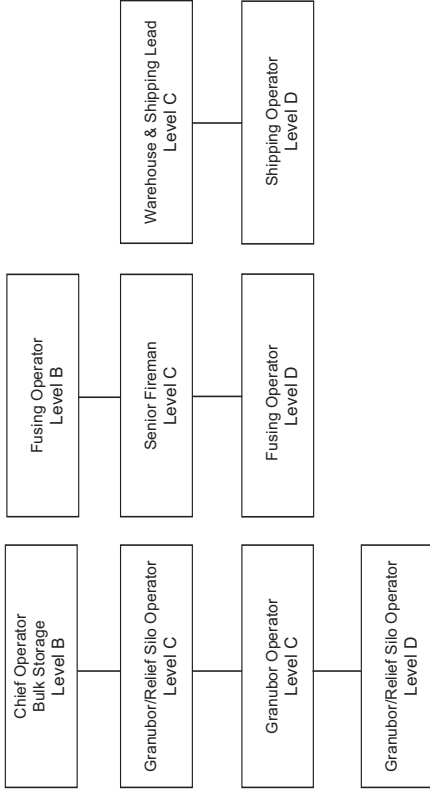 Chief Operator
Bulk Storage
Level B
Granubor/Relief Silo Operator
Level C
Granubor Operator
Level C
Granubor/Relief Silo Operator
Level D
Fusing Operator
Level B
Senior Fireman
Level C
Fusing Operator
Level D
Warehouse & Shipping Lead
Level C
Shipping Operator
Level D